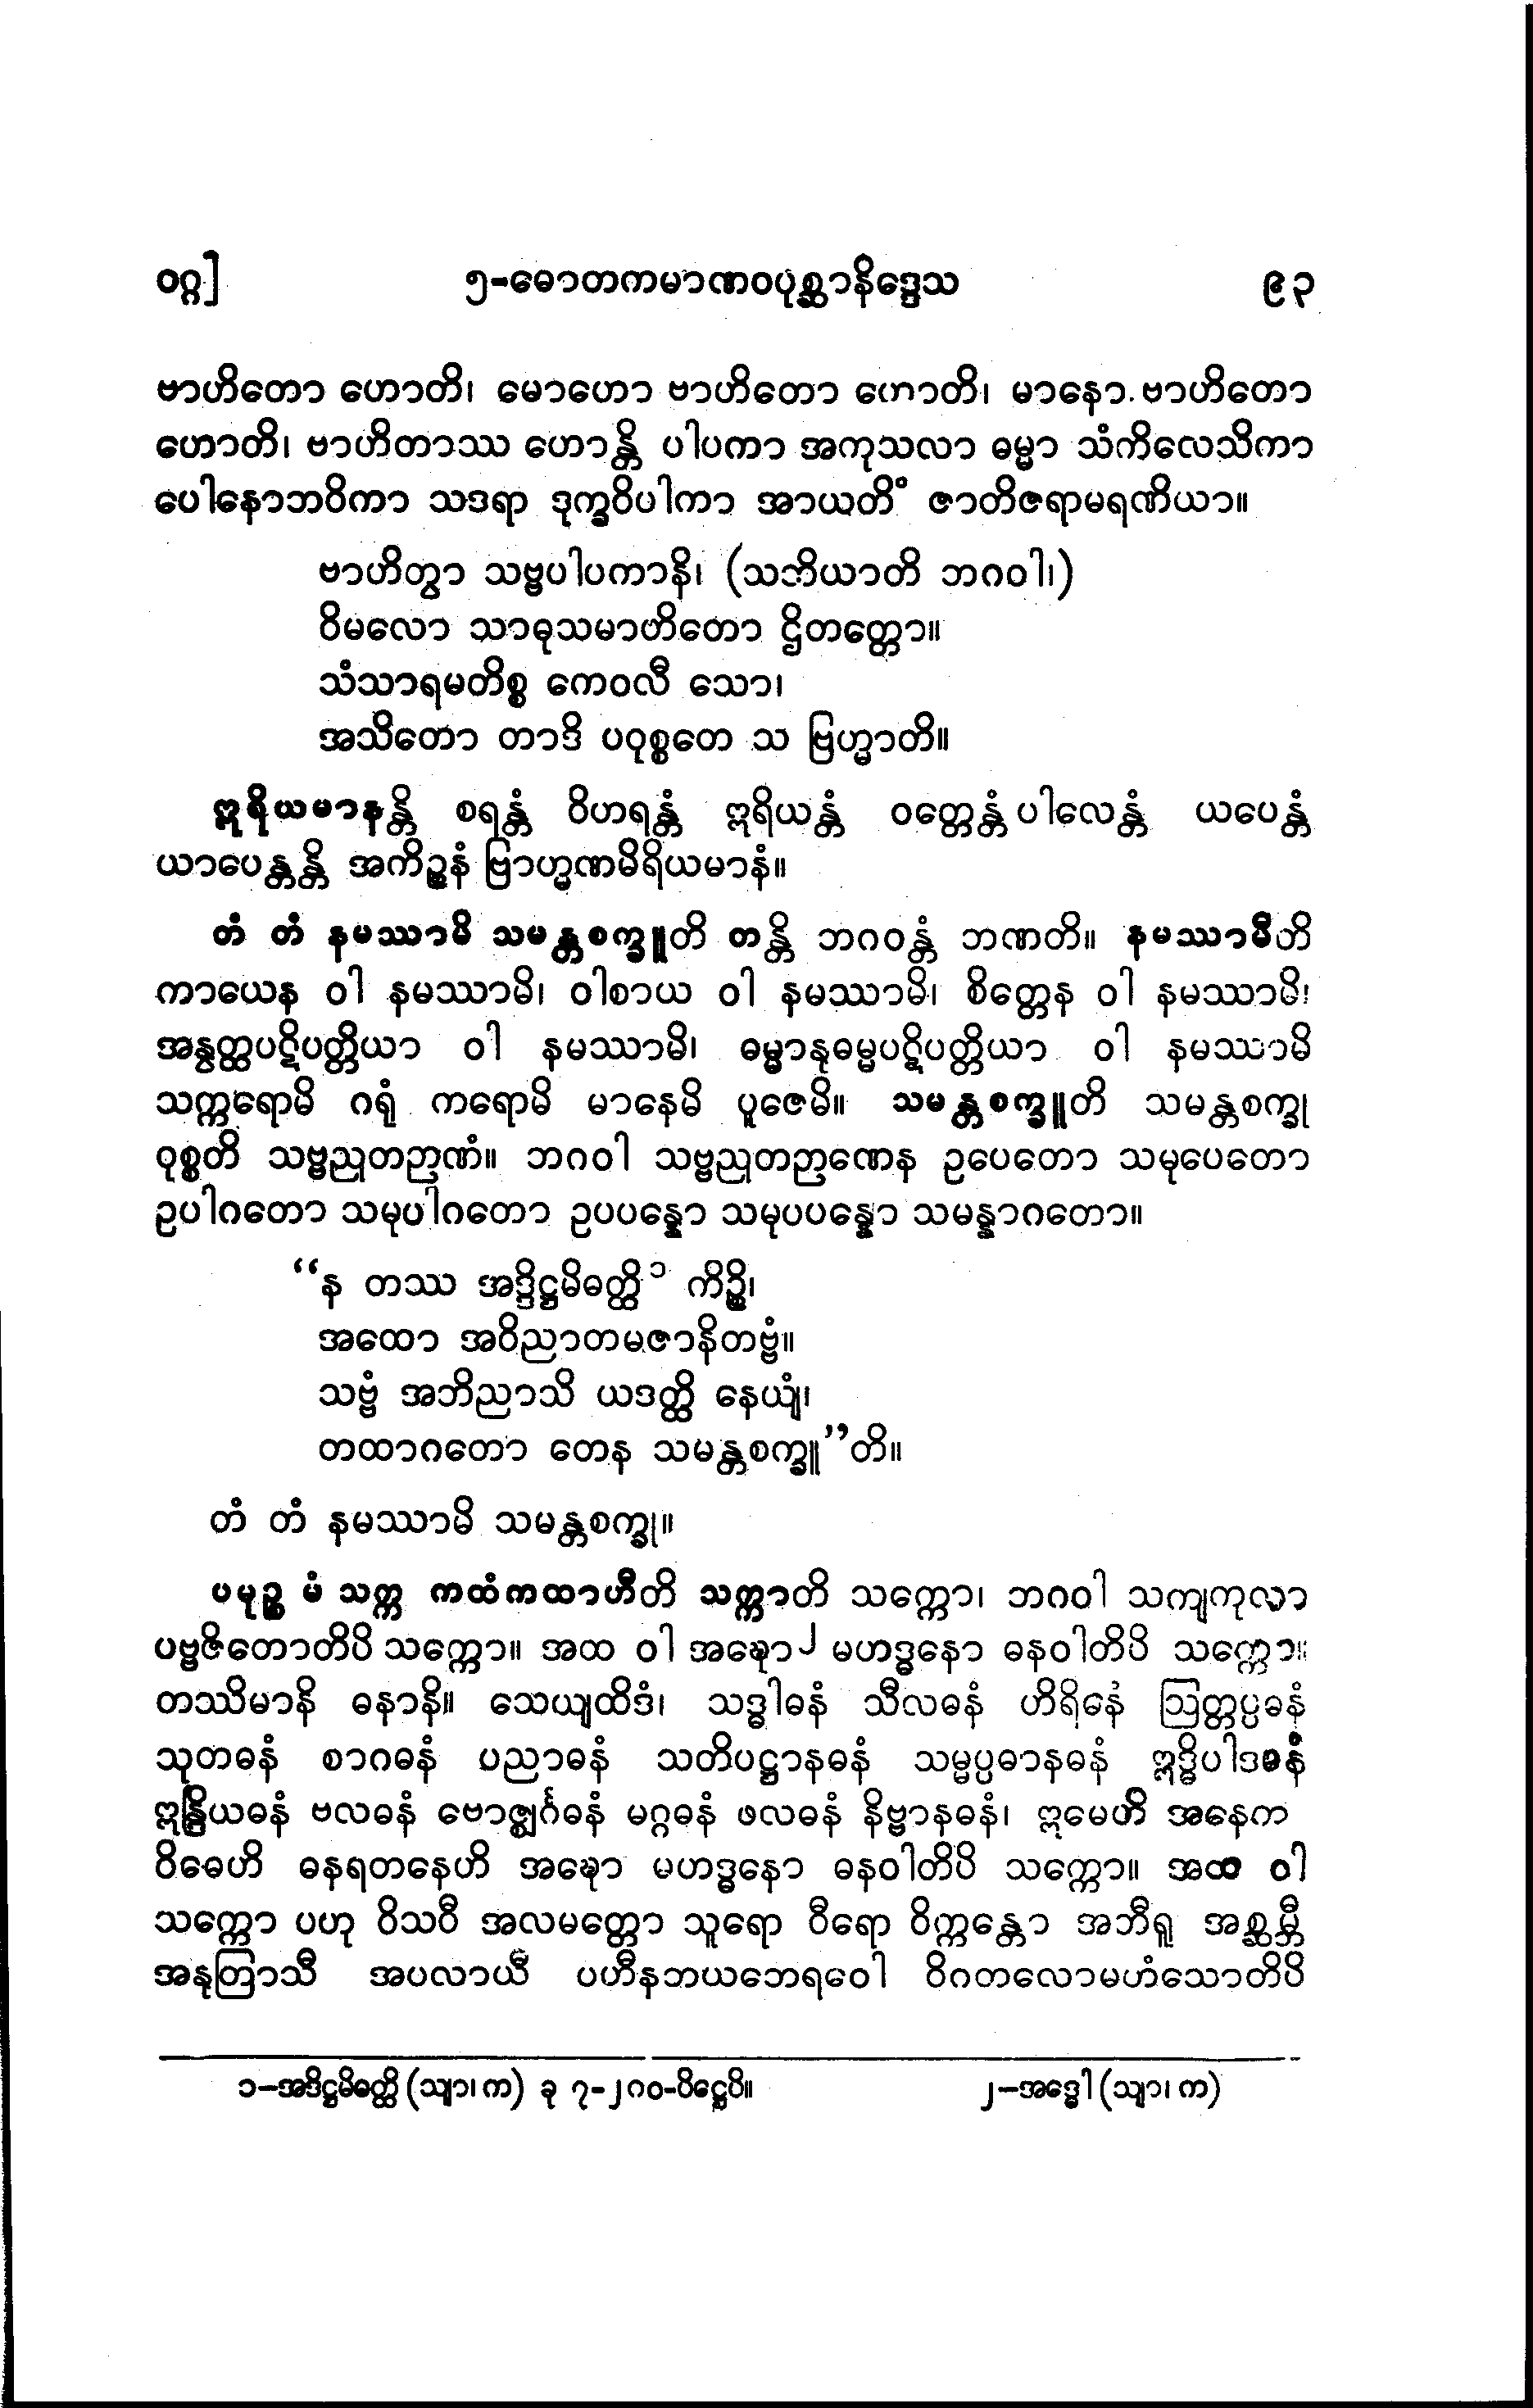 ဝဂ္ဂ] ၅-ဓောတကမာဏဝပုစ္ဆာနိဒ္ဒေသ ၉၃
ဗာဟိတော ဟောတိ၊ မောဟော ဗာဟိတော ဟောတိ၊ မာနော ဗာဟိတော
ဟောတိ၊ ဗာဟိတာဿ ဟောန္တိ ပါပကာ အကုသလာ ဓမ္မာ သံကိလေသိကာ
ပေါနောဘဝိကာ သဒရာ ဒုက္ခဝိပါကာ အာယတိံ ဇာတိဇရာမရဏိယာ။
ဗာဟိတွာ သဗ္ဗပါပကာနိ၊ (သဘိယာတိ ဘဂဝါ၊)
ဝိမလော သာဓုသမာဟိတော ဌိတတ္တော။
သံသာရမတိစ္စ ကေဝလီ သော၊
အသိတော တာဒိ ပဝုစ္စတေ သ ဗြဟ္မာတိ။
ဣရိယမာနန္တိ စရန္တံ ဝိဟရန္တံ ဣရိယန္တံ ဝတ္တေန္တံ ပါလေန္တံ ယပေန္တံ
ယာပေန္တန္တိ အကိဉ္စနံ ဗြာဟ္မဏမိရိယမာနံ။
တံ တံ နမဿာမိ သမန္တစက္ခူတိ တန္တိ ဘဂဝန္တံ ဘဏတိ။ နမဿာမီတိ
ကာယေန ဝါ နမဿာမိ၊ ဝါစာယ ဝါ နမဿာမိ၊ စိတ္တေန ဝါ နမဿာမိ၊
အနွတ္ထပဋိပတ္တိယာ ဝါ နမဿာမိ၊ ဓမ္မာနုဓမ္မပဋိပတ္တိယာ ဝါ နမဿာမိ
သက္ကရောမိ ဂရုံ ကရောမိ မာနေမိ ပူဇေမိ။ သမန္တစက္ခူတိ သမန္တစက္ခု
ဝုစ္စတိ သဗ္ဗညုတဉာဏံ။ ဘဂဝါ သဗ္ဗညုတဉာဏေန ဥပေတော သမုပေတော
ဥပါဂတော သမုပါဂတော ဥပပန္နော သမုပပန္နော သမန္နာဂတော။
“န တဿ အဒ္ဒိဋ္ဌမိဓတ္ထိ၁ ကိဉ္စိ၊
အထော အဝိညာတမဇာနိတဗ္ဗံ။
သဗ္ဗံ အဘိညာသိ ယဒတ္ထိ နေယျံ၊
တထာဂတော တေန သမန္တစက္ခူ”တိ။
တံ တံ နမဿာမိ သမန္တစက္ခု။
ပမုဉ္စ မံ သက္က ကထံကထာဟီတိ သက္ကာတိ သက္ကော၊ ဘဂဝါ သကျကုလာ
ပဗ္ဗဇိတောတိပိ သက္ကော။ အထ ဝါ အဍ္ဎော၂ မဟဒ္ဓနော ဓနဝါတိပိ သက္ကော။
တဿိမာနိ ဓနာနိ။ သေယျထိဒံ၊ သဒ္ဓါဓနံ သီလဓနံ ဟိရိဓနံ ဩတ္တပ္ပဓနံ
သုတဓနံ စာဂဓနံ ပညာဓနံ သတိပဋ္ဌာနဓနံ သမ္မပ္ပဓာနဓနံ ဣဒ္ဓိပါဒဓနံ
ဣန္ဒြိယဓနံ ဗလဓနံ ဗောဇ္ဈင်္ဂဓနံ မဂ္ဂဓနံ ဖလဓနံ နိဗ္ဗာနဓနံ၊ ဣမေဟိ အနေက
ဝိဓေဟိ ဓနရတနေဟိ အဍ္ဎော မဟဒ္ဓနော ဓနဝါတိပိ သက္ကော။ အထ ဝါ
သက္ကော ပဟု ဝိသဝီ အလမတ္တော သူရော ဝီရော ဝိက္ကန္တော အဘီရူ အစ္ဆမ္ဘီ
အနုတြာသီ အပလာယီ ပဟီနဘယဘေရဝေါ ဝိဂတလောမဟံသောတိပိ
၁–အဒိဋ္ဌမိဓတ္ထိ (သျာ၊ က) ခု ၇-၂၈၀-ပိဋ္ဌေပိ။ ၂–အဒ္ဓေါ (သျာ၊ က)